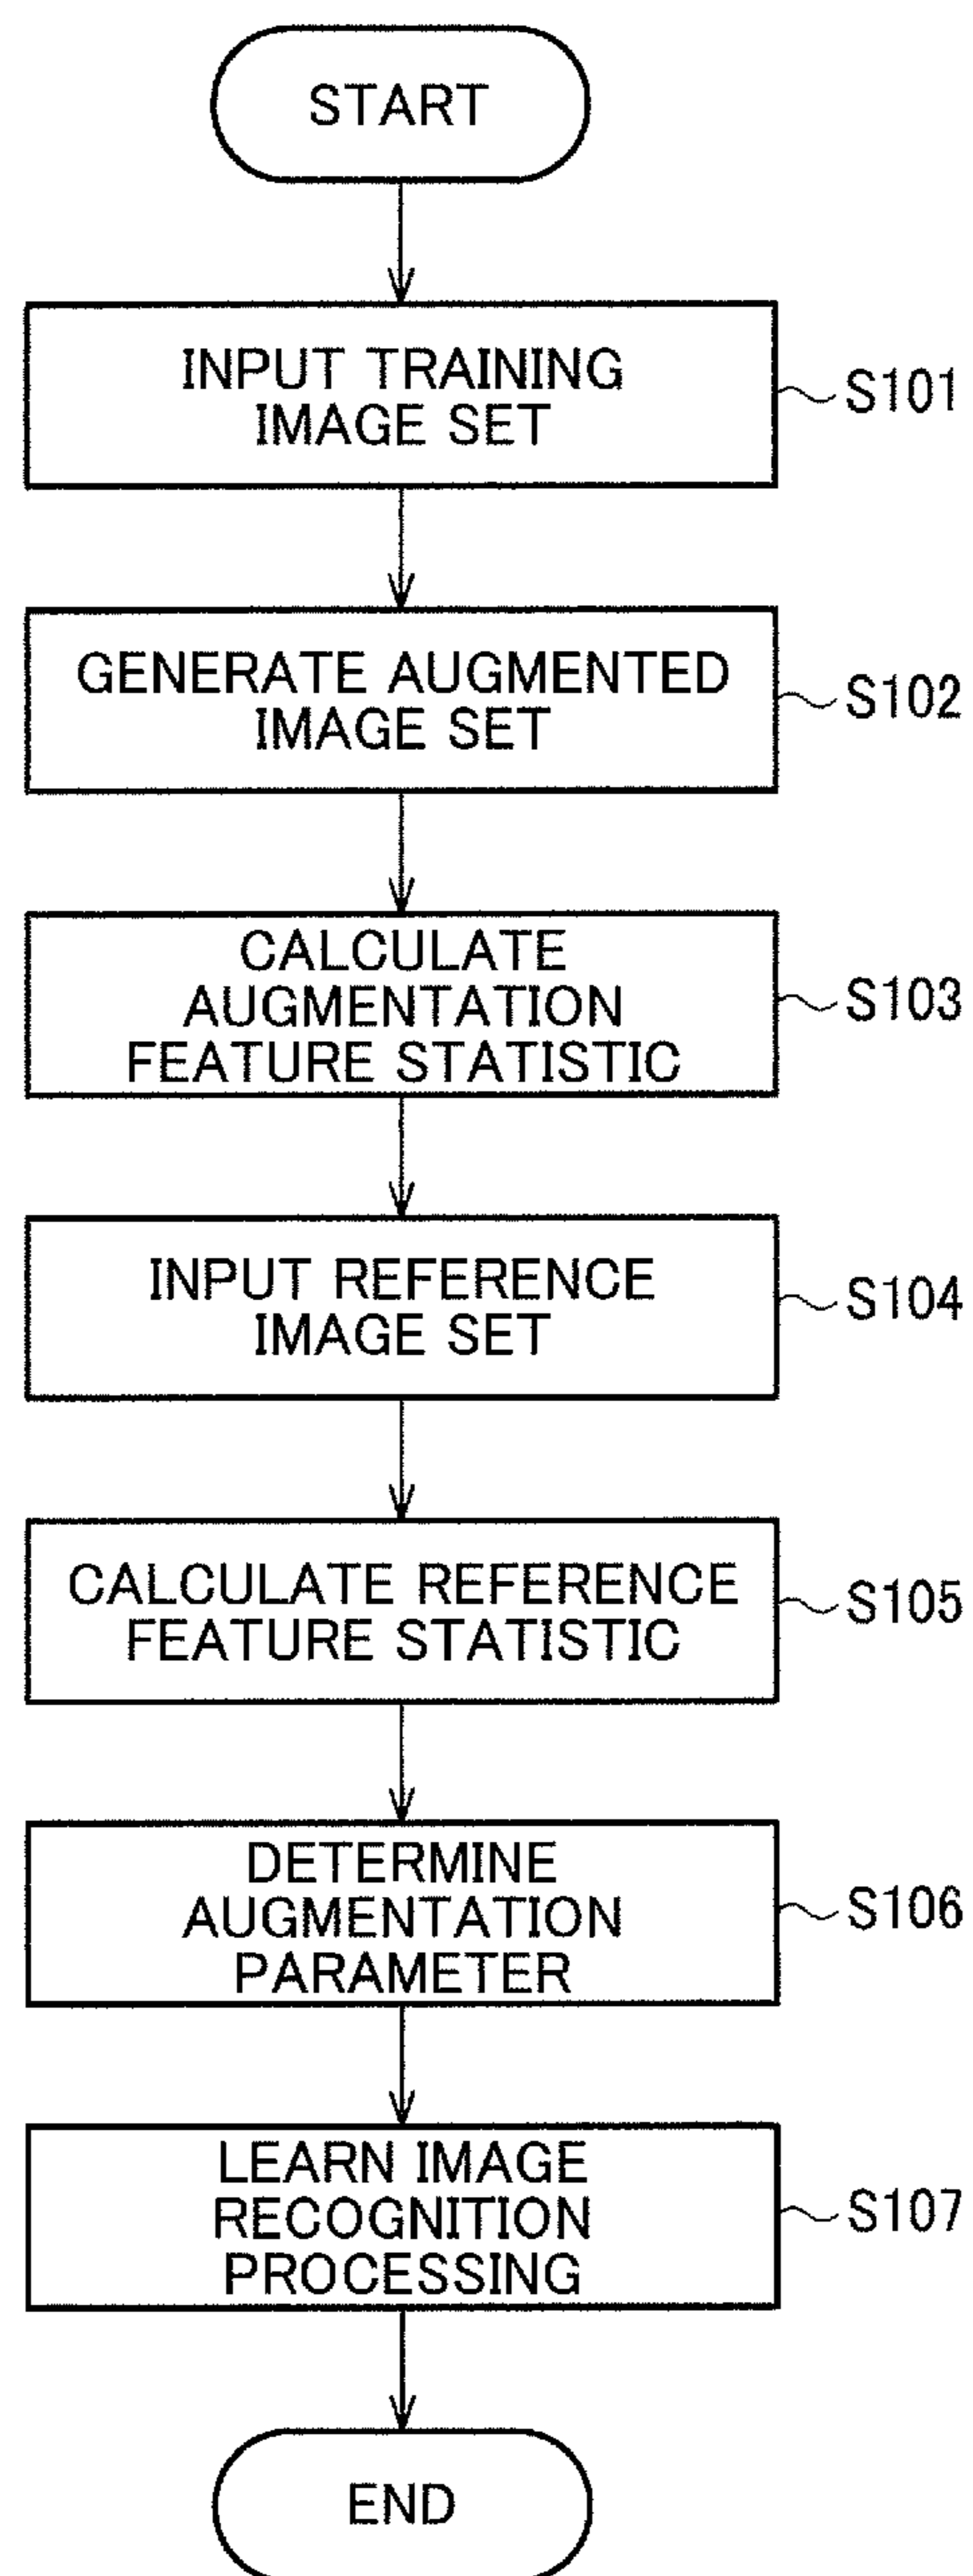 START
INPUT TRAINING
IMAGE SET
S101
GENERATE AUGMENTED
IMAGE SET
S102
CALCULATE
AUGMENTATION
FEATURE STATISTIC
S103
INPUT REFERENCE
IMAGE SET
S104
CALCULATE REFERENCE
FEATURE STATISTIC
S105
DETERMINE
AUGMENTATION
PARAMETER
S106
LEARN IMAGE
RECOGNITION
PROCESSING
S107
END